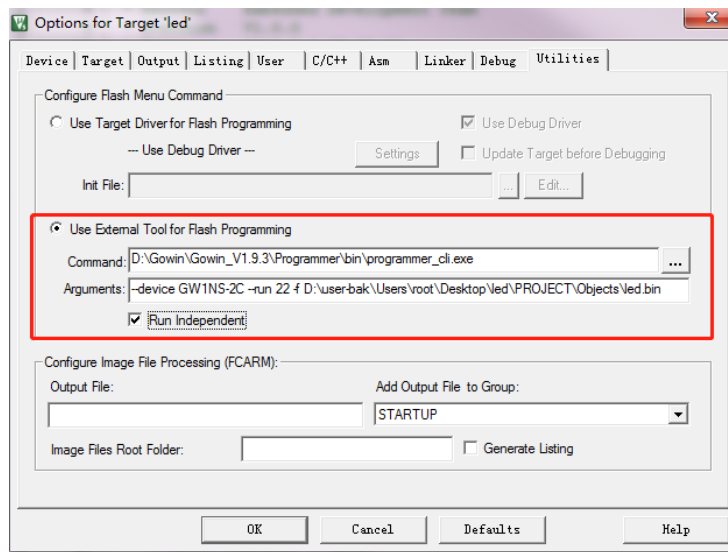 Options for Target 'led'
Device Target Output Listing User C/C++ Asm Linker Debug Utilities
Configure Flash Menu Command
Use Target Driver for Flash Programming
Use Debug Driver
--- Use Debug Driver ---
Settings
Update Target before Debugging
Init File:
...
Edit...
Use External Tool for Flash Programming
Command: D:\Gowin\Gowin_V1.9.3\Programmer\bin\programmer_cli.exe
...
Arguments: --device GW1NS-2C --run 22 -f D:\user-bak\Users\root\Desktop\led\PROJECT\Objects\led.bin
Run Independent
Configure Image File Processing (FCARM):
Output File:
Add Output File to Group:
STARTUP
Image Files Root Folder:
Generate Listing
OK Cancel Defaults Help